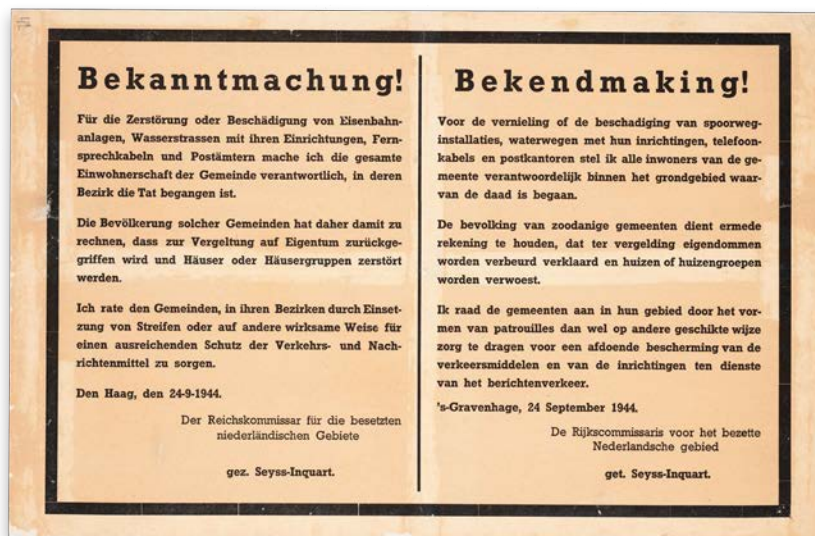 Bekanntmachung!
Für die Zerstörung oder Beschädigung von Eisenbahn-
anlagen, Wasserstrassen mit ihren Einrichtungen, Fern-
sprechkabeln und Postämtern mache ich die gesamte
Einwohnerschaft der Gemeinde verantwortlich, in deren
Bezirk die Tat begangen ist.
Die Bevölkerung solcher Gemeinden hat daher damit zu
rechnen, dass zur Vergeltung auf Eigentum zurückge-
griffen wird und Häuser oder Häusergruppen zerstört
werden.
Ich rate den Gemeinden, in ihren Bezirken durch Einset-
zung von Streifen oder auf andere wirksame Weise für
einen ausreichenden Schutz der Verkehrs- und Nach-
richtenmittel zu sorgen.
Den Haag, den 24-9-1944.
Der Reichskommissar für die besetzten
niederländischen Gebiete
gez. Seyss-Inquart.
Bekendmaking!
Voor de vernieling of de beschadiging van spoorweg-
installaties, waterwegen met hun inrichtingen, telefoon-
kabels en postkantoren stel ik alle inwoners van de ge-
meente verantwoordelijk binnen het grondgebied waar-
van de daad is begaan.
De bevolking van zoodanige gemeenten dient ermede
rekening te houden, dat ter vergelding eigendommen
worden verbeurd verklaard en huizen of huizengroepen
worden verwoest.
Ik raad de gemeenten aan in hun gebied door het vor-
men van patrouilles dan wel op andere geschikte wijze
zorg te dragen voor een afdoende bescherming van de
verkeersmiddelen en van de inrichtingen ten dienste
van het berichtenverkeer.
's-Gravenhage, 24 September 1944.
De Rijkscommissaris voor het bezette
Nederlandsche gebied
get. Seyss-Inquart.